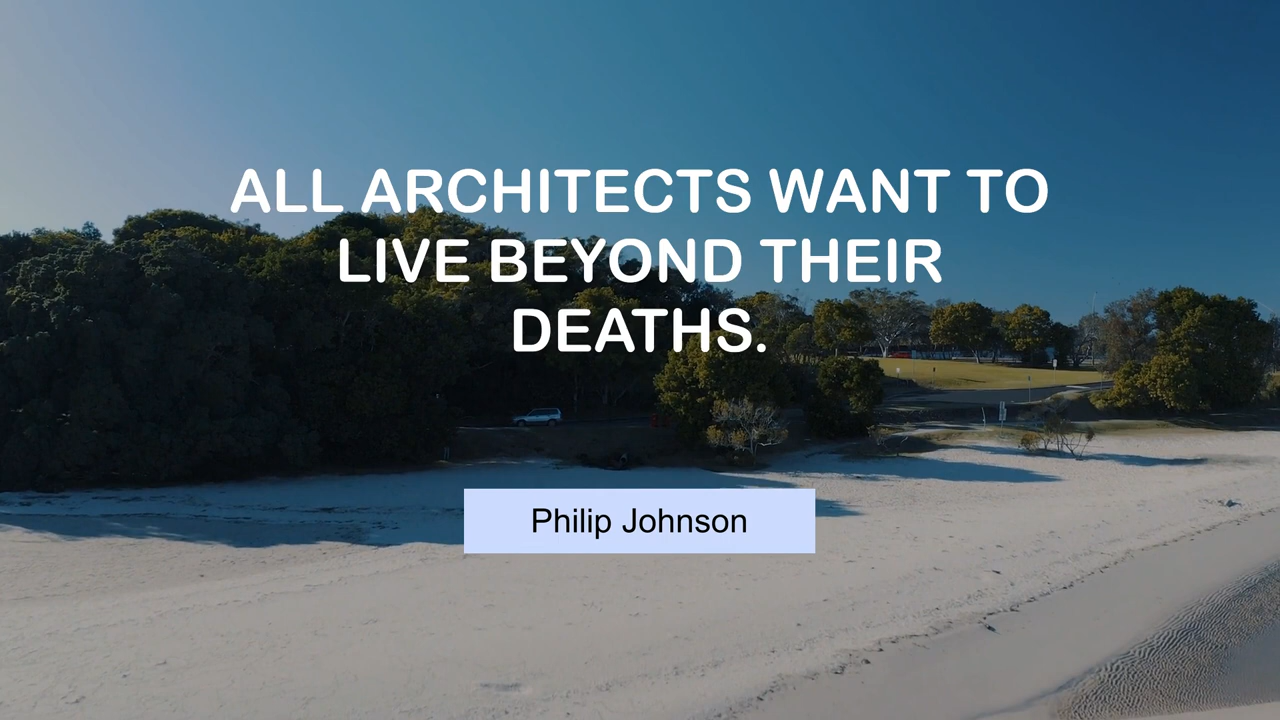 ALL ARCHITECTS WANT TO
LIVE BEYOND THEIR
DEATHS.
Philip Johnson